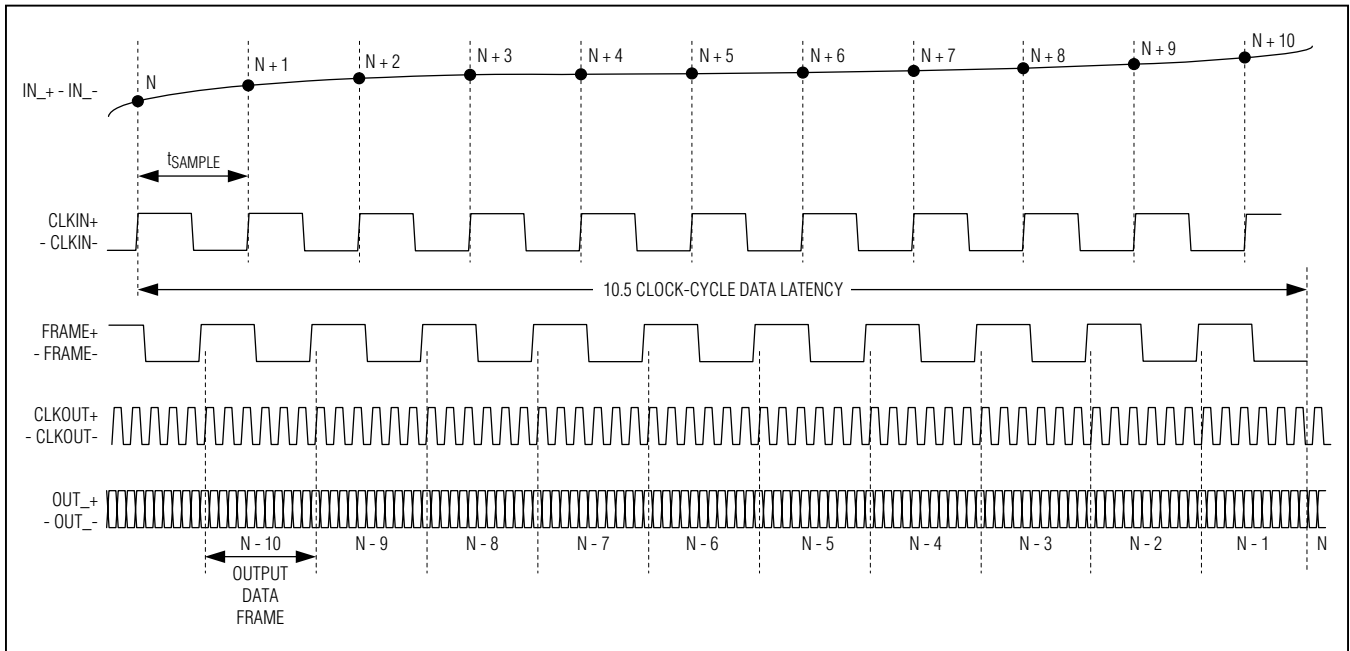 N
N + 1
N + 2
N + 3
N + 4
N + 5
N + 6
N + 7
N + 8
N + 9
N + 10
IN_+ - IN_-
tSAMPLE
CLKIN+
- CLKIN-
10.5 CLOCK-CYCLE DATA LATENCY
FRAME+
- FRAME-
CLKOUT+
- CLKOUT-
OUT_+
- OUT_-
N - 10
N - 9
N - 8
N - 7
N - 6
N - 5
N - 4
N - 3
N - 2
N - 1
N
OUTPUT
DATA
FRAME